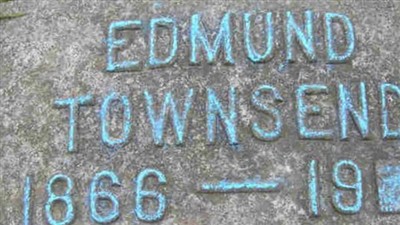 EDMUND
TOWNSEND
1866 — 19